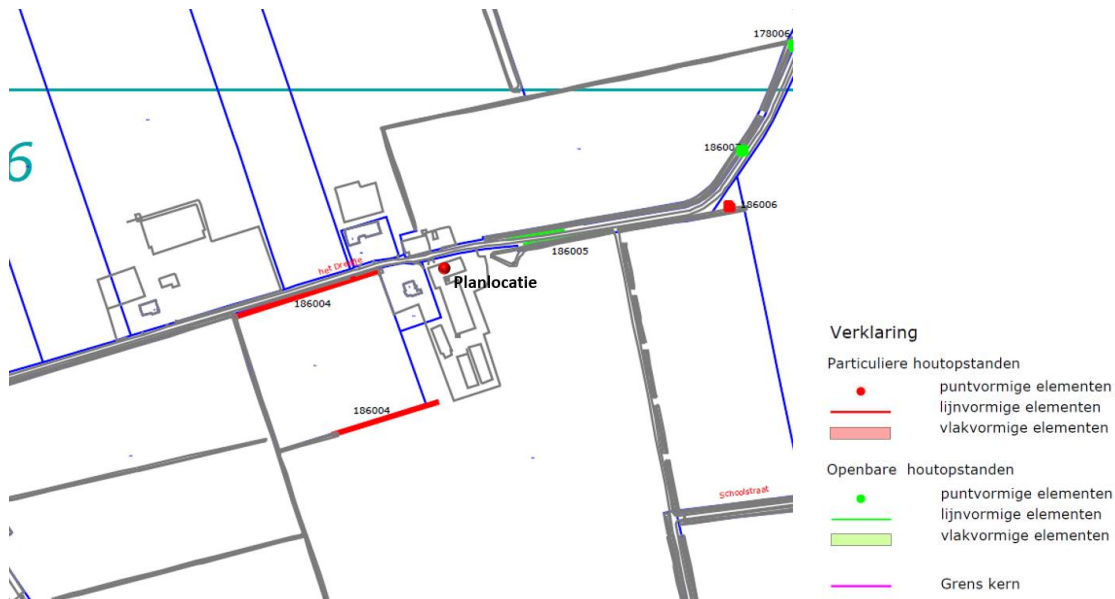 178006
6
186007
186006
186005
het Dreefje
Planlocatie
186004
186004
Schoolstraat
Verklaring
Particuliere houtopstanden
puntvormige elementen
lijnvormige elementen
vlakvormige elementen
Openbare houtopstanden
puntvormige elementen
lijnvormige elementen
vlakvormige elementen
Grens kern